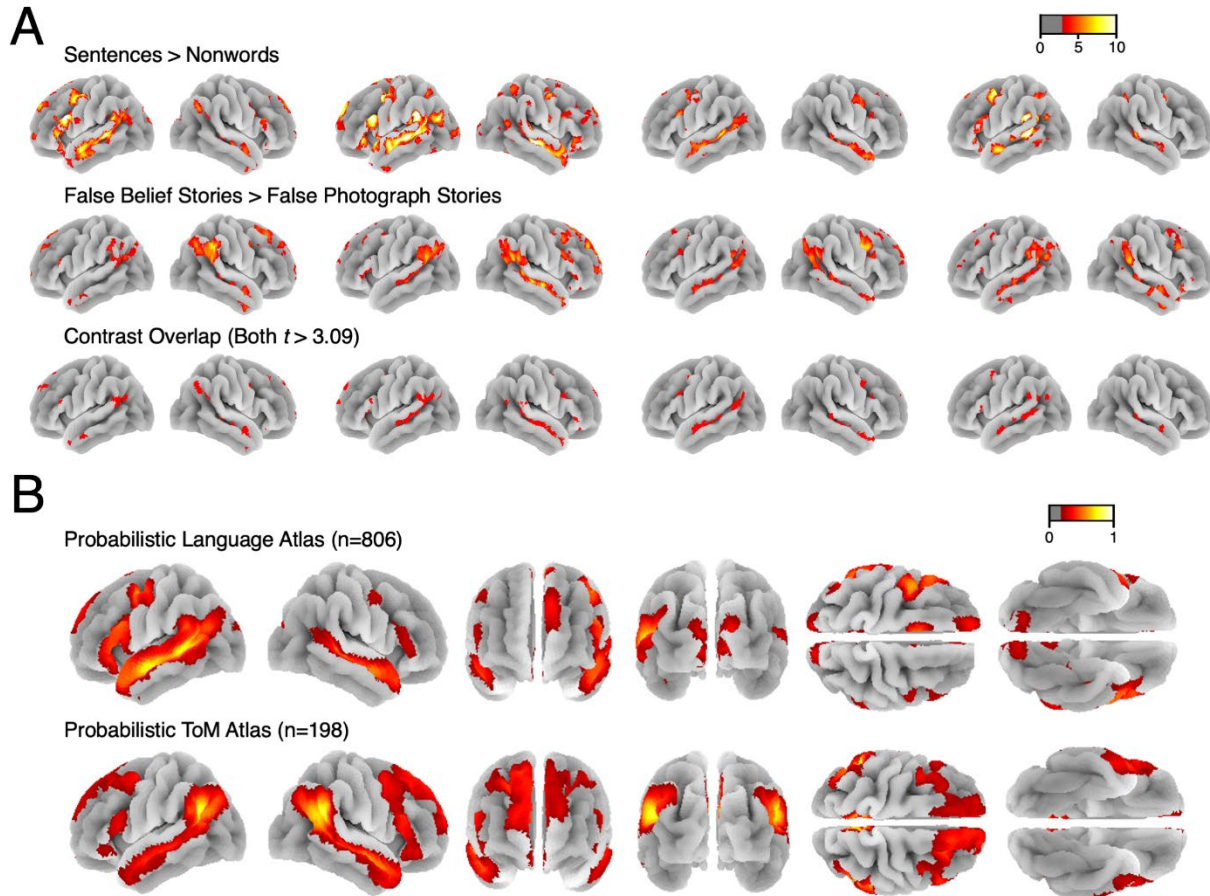 A
Sentences > Nonwords
0 5 10
False Belief Stories > False Photograph Stories
Contrast Overlap (Both t > 3.09)
B
Probabilistic Language Atlas (n=806)
0 1
Probabilistic ToM Atlas (n=198)